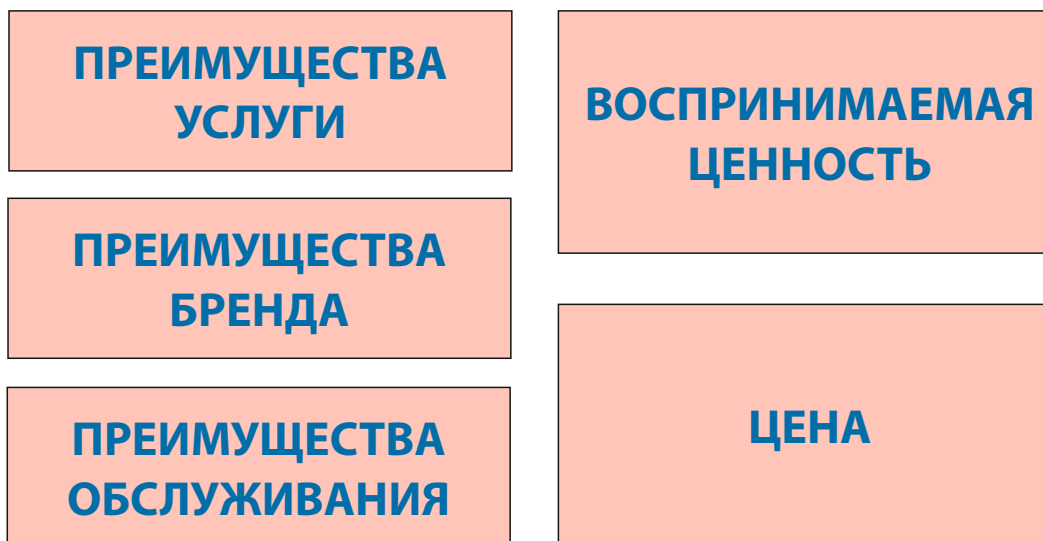 ПРЕИМУЩЕСТВА
УСЛУГИ
ПРЕИМУЩЕСТВА
БРЕНДА
ПРЕИМУЩЕСТВА
ОБСЛУЖИВАНИЯ
ВОСПРИНИМАЕМАЯ
ЦЕННОСТЬ
ЦЕНА